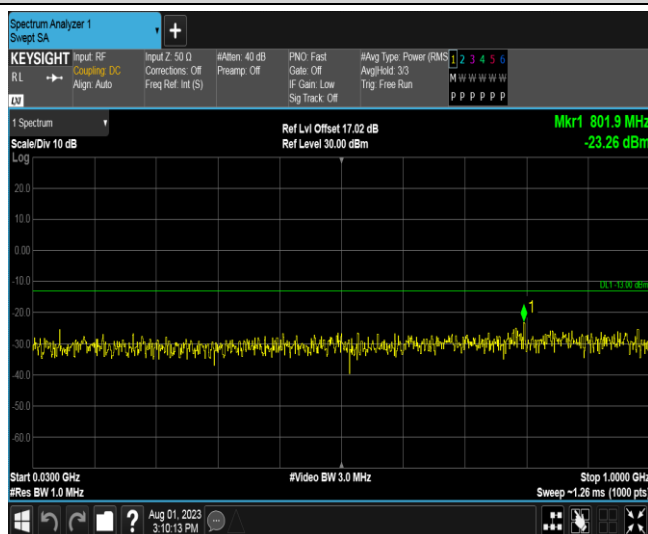 Spectrum Analyzer 1
Swept SA
+
KEYSIGHT
RL
LXI
Input: RF
Coupling: DC
Align: Auto
Input Z: 50 Ω
Corrections: Off
Freq Ref: Int (S)
#Atten: 40 dB
Preamp: Off
PNO: Fast
Gate: Off
IF Gain: Low
Sig Track: Off
#Avg Type: Power (RMS
Avg|Hold: 3/3
Trig: Free Run
1 2 3 4 5 6
M W W W W W
P P P P P P
1 Spectrum
Scale/Div 10 dB
Log
Ref Lvl Offset 17.02 dB
Ref Level 30.00 dBm
Mkr1 801.9 MHz
-23.26 dBm
20.0
10.0
0.00
-10.0
DL1 -13.00 dBm
-20.0
1
-30.0
-40.0
-50.0
-60.0
Start 0.0300 GHz
#Res BW 1.0 MHz
#Video BW 3.0 MHz
Stop 1.0000 GHz
Sweep ~1.26 ms (1000 pts)
?
Aug 01, 2023
3:10:13 PM